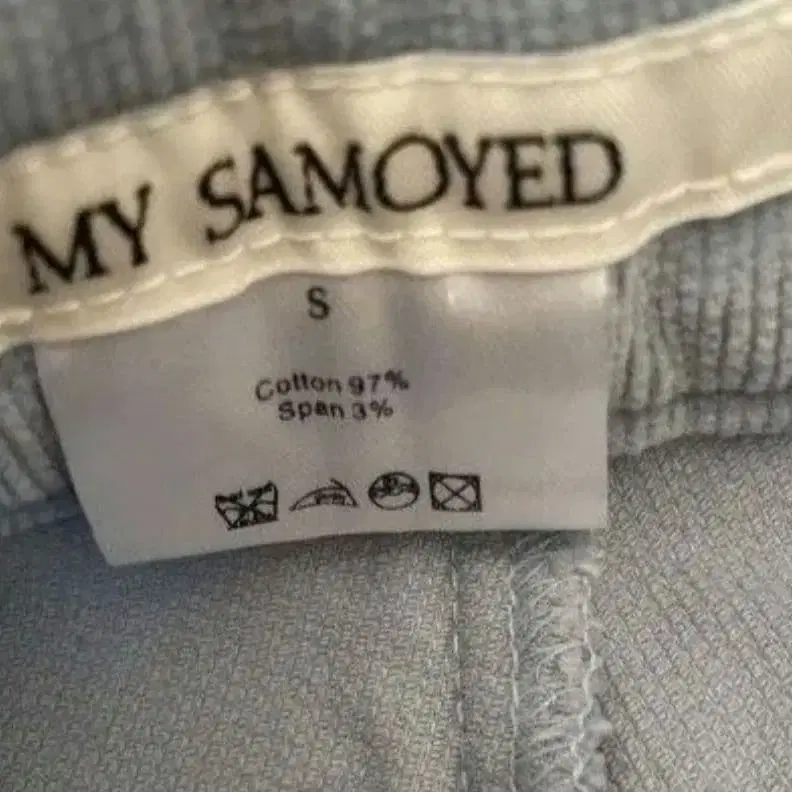 MY SAMOYED
S
Cotton 97%
Span 3%